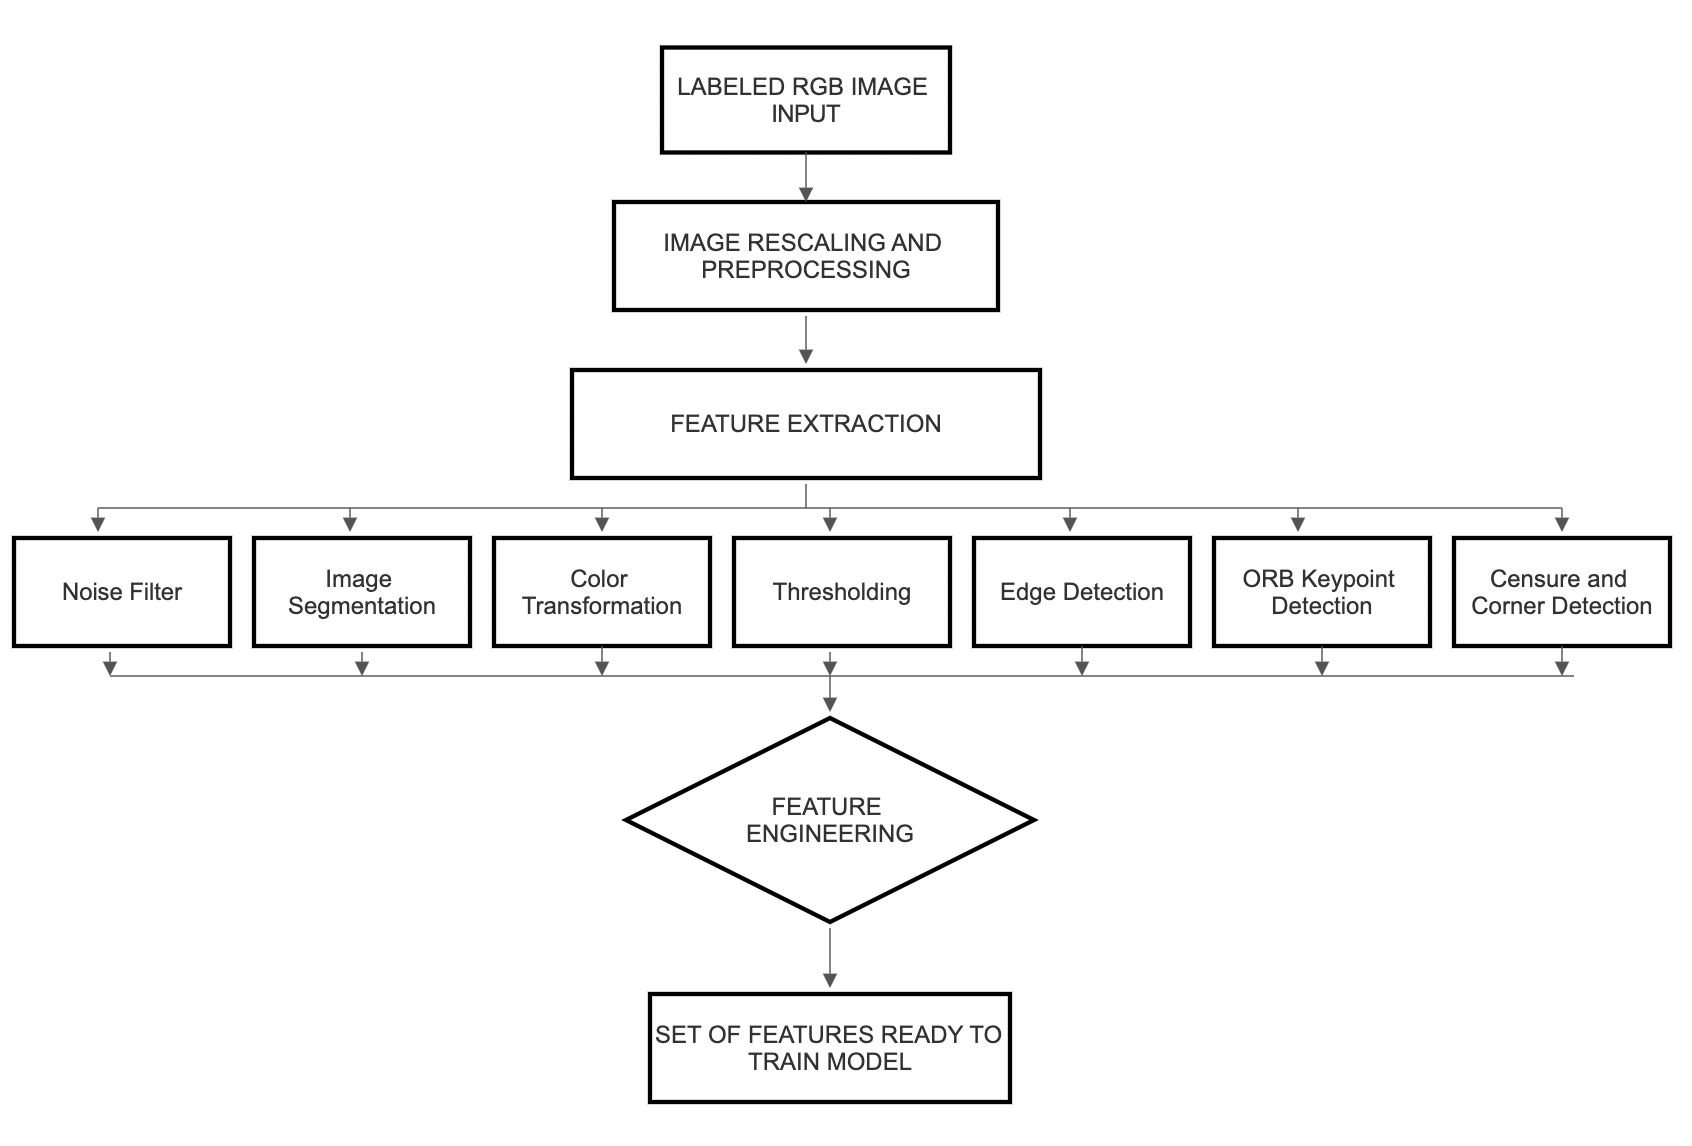 LABELED RGB IMAGE
INPUT
IMAGE RESCALING AND
PREPROCESSING
FEATURE EXTRACTION
Noise Filter
Image
Segmentation
Color
Transformation
Thresholding
Edge Detection
ORB Keypoint
Detection
Censure and
Corner Detection
FEATURE
ENGINEERING
SET OF FEATURES READY TO
TRAIN MODEL